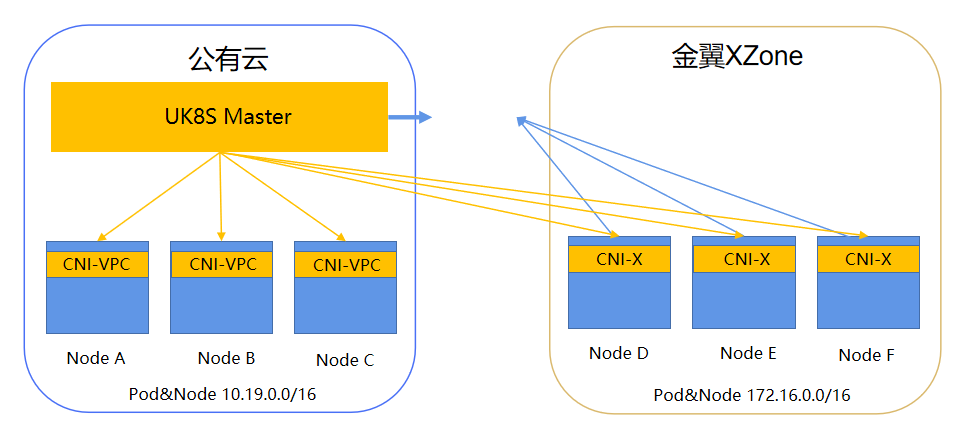 公有云
金翼XZone
UK8S Master
CNI-VPC
CNI-VPC
CNI-VPC
CNI-X
CNI-X
CNI-X
Node A
Node B
Node C
Node D
Node E
Node F
Pod&Node 10.19.0.0/16
Pod&Node 172.16.0.0/16